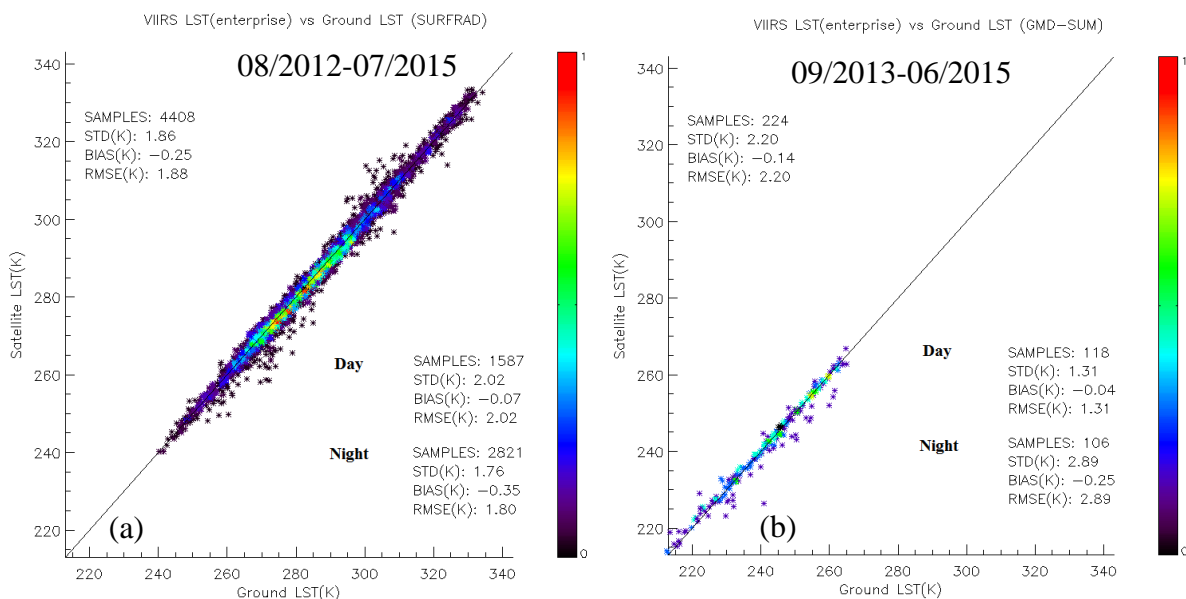 VIIRS LST(enterprise) vs Ground LST (SURFRAD)
08/2012-07/2015
SAMPLES: 4408
STD(K): 1.86
BIAS(K): −0.25
RMSE(K): 1.88
Day
SAMPLES: 1587
STD(K): 2.02
BIAS(K): −0.07
RMSE(K): 2.02
Night
SAMPLES: 2821
STD(K): 1.76
BIAS(K): −0.35
RMSE(K): 1.80
(a)
Satellite LST(K)
340
320
300
280
260
240
220
220 240 260 280 300 320 340
Ground LST(K)
1
0
VIIRS LST(enterprise) vs Ground LST (GMD−SUM)
09/2013-06/2015
SAMPLES: 224
STD(K): 2.20
BIAS(K): −0.14
RMSE(K): 2.20
Day
SAMPLES: 118
STD(K): 1.31
BIAS(K): −0.04
RMSE(K): 1.31
Night
SAMPLES: 106
STD(K): 2.89
BIAS(K): −0.25
RMSE(K): 2.89
(b)
Satellite LST(K)
340
320
300
280
260
240
220
220 240 260 280 300 320 340
Ground LST(K)
1
0